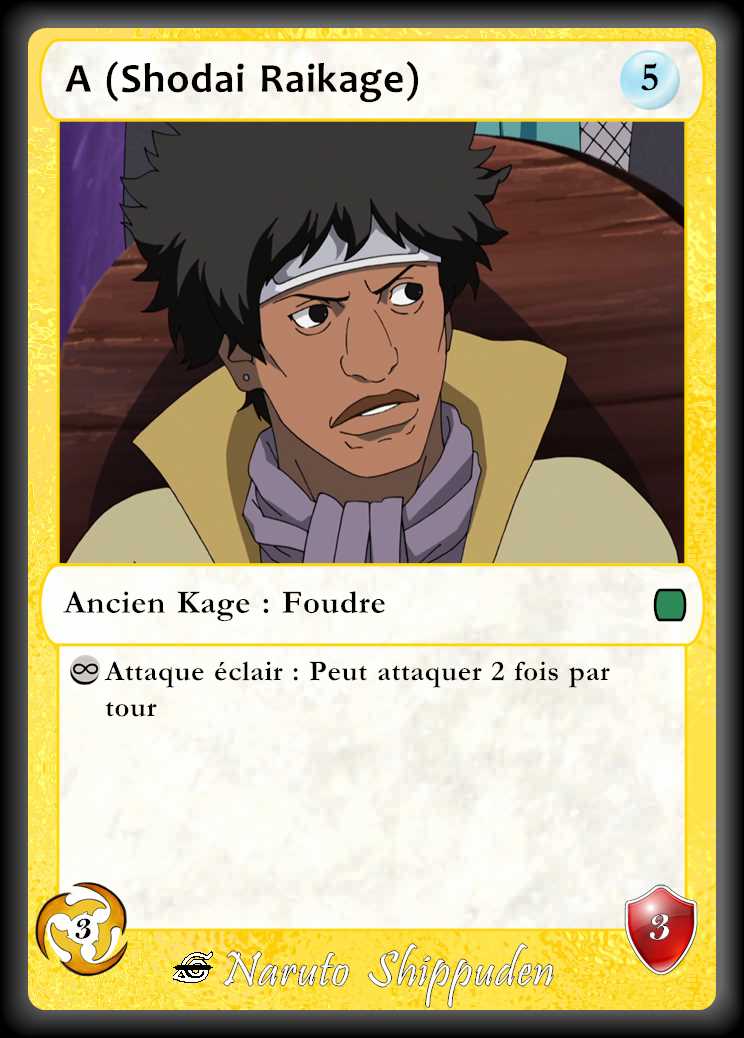 A (Shodai Raikage)
5
Ancien Kage : Foudre
Attaque éclair : Peut attaquer 2 fois par
tour
3
3
Naruto Shippuden